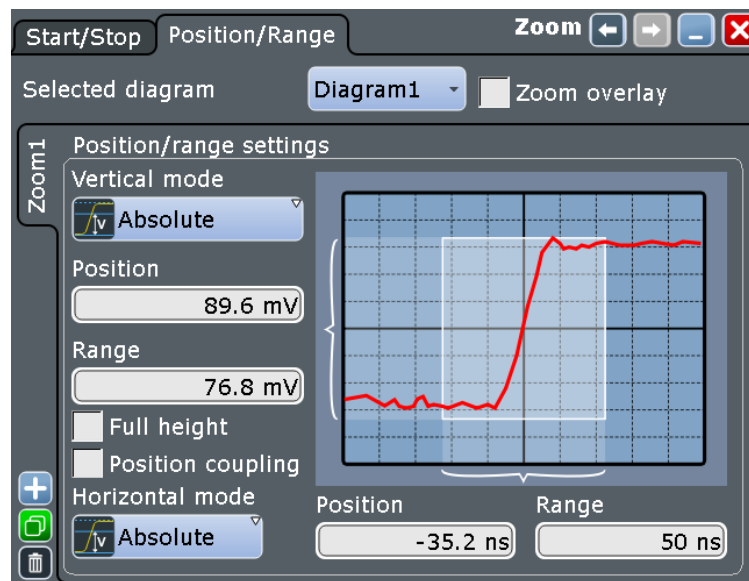 Start/Stop Position/Range Zoom
Selected diagram Diagram1 Zoom overlay
Zoom1
Position/range settings
Vertical mode
Absolute
Position
89.6 mV
Range
76.8 mV
Full height
Position coupling
Horizontal mode
Absolute
Position Range
-35.2 ns 50 ns